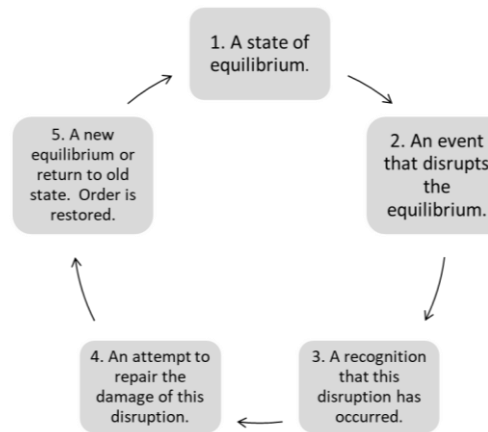 1. A state of
equilibrium.
2. An event
that disrupts
the
equilibrium.
3. A recognition
that this
disruption has
occurred.
4. An attempt to
repair the
damage of this
disruption.
5. A new
equilibrium or
return to old
state.  Order is
restored.